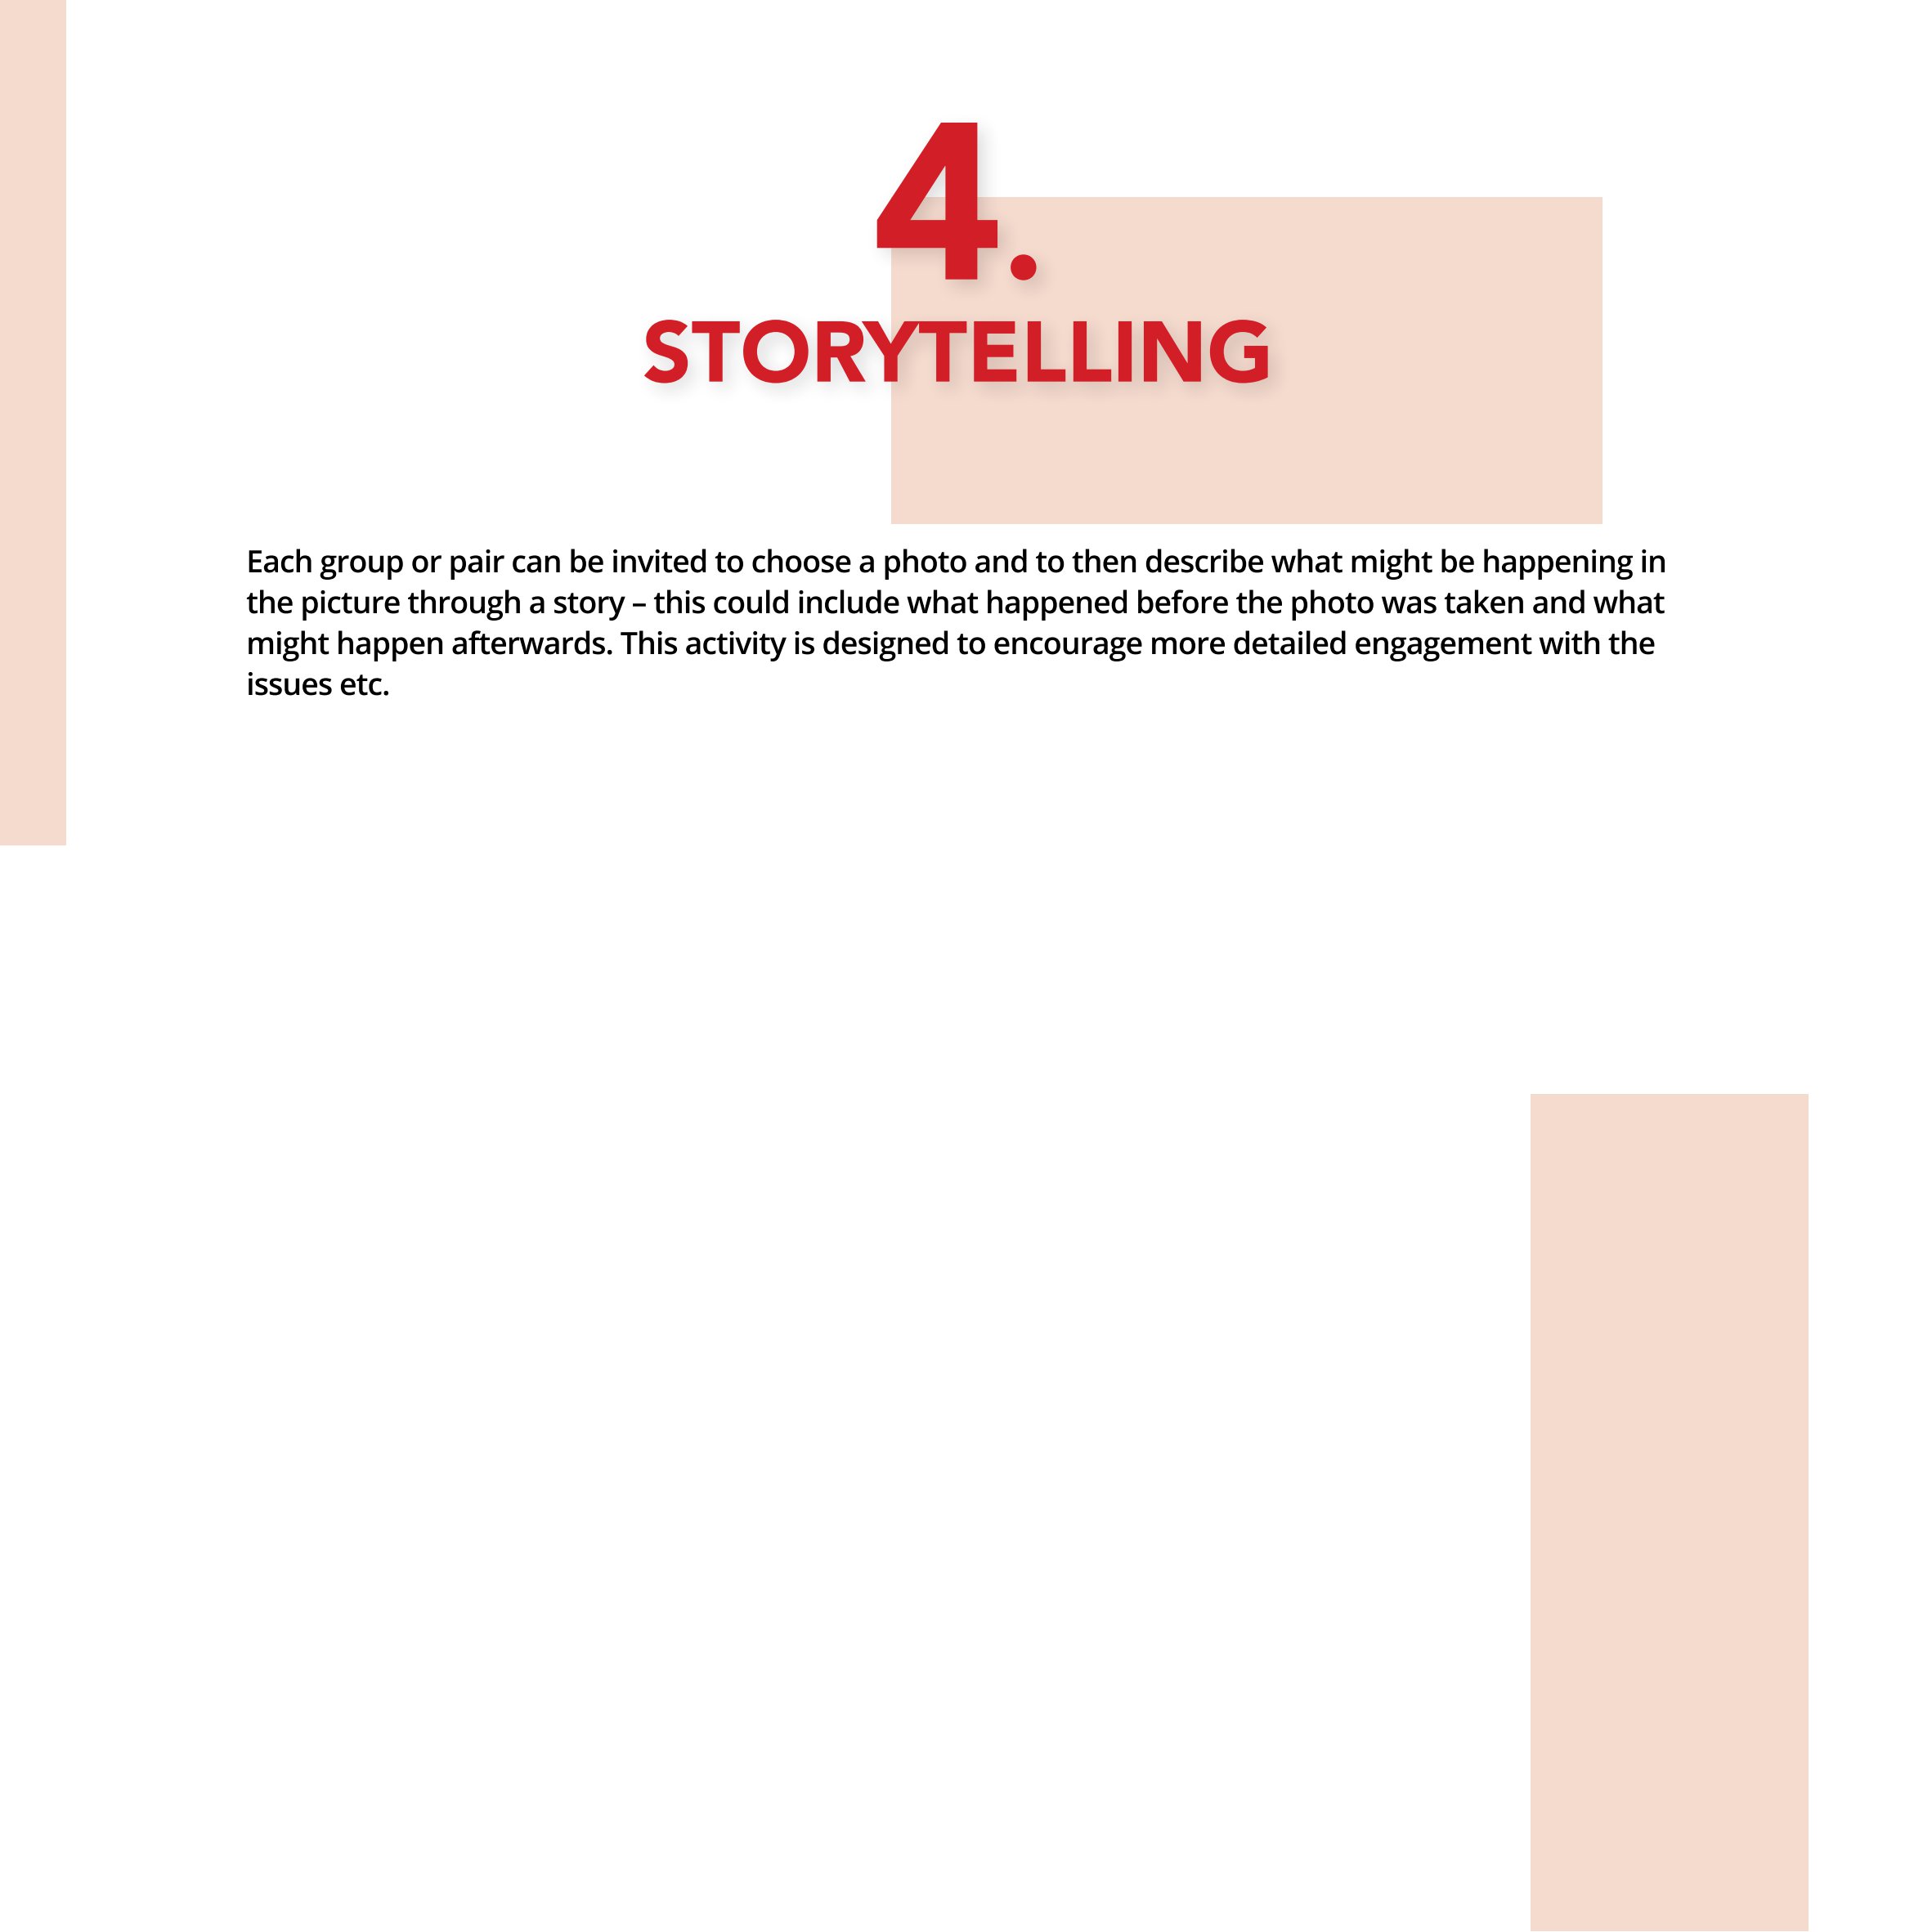 4.
STORYTELLING
Each group or pair can be invited to choose a photo and to then describe what might be happening in
the picture through a story – this could include what happened before the photo was taken and what
might happen afterwards. This activity is designed to encourage more detailed engagement with the
issues etc.